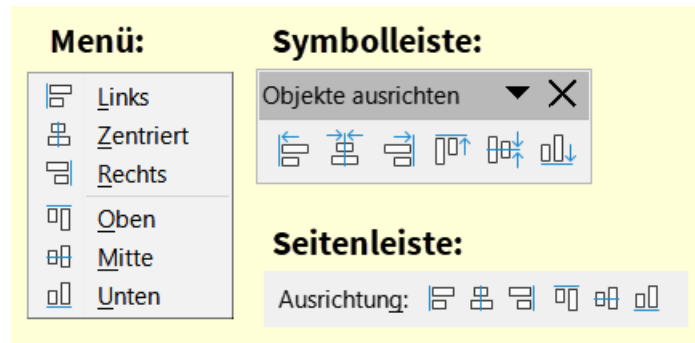 Menü:
Links
Zentriert
Rechts
Oben
Mitte
Unten
Symbolleiste:
Objekte ausrichten
Seitenleiste:
Ausrichtung: